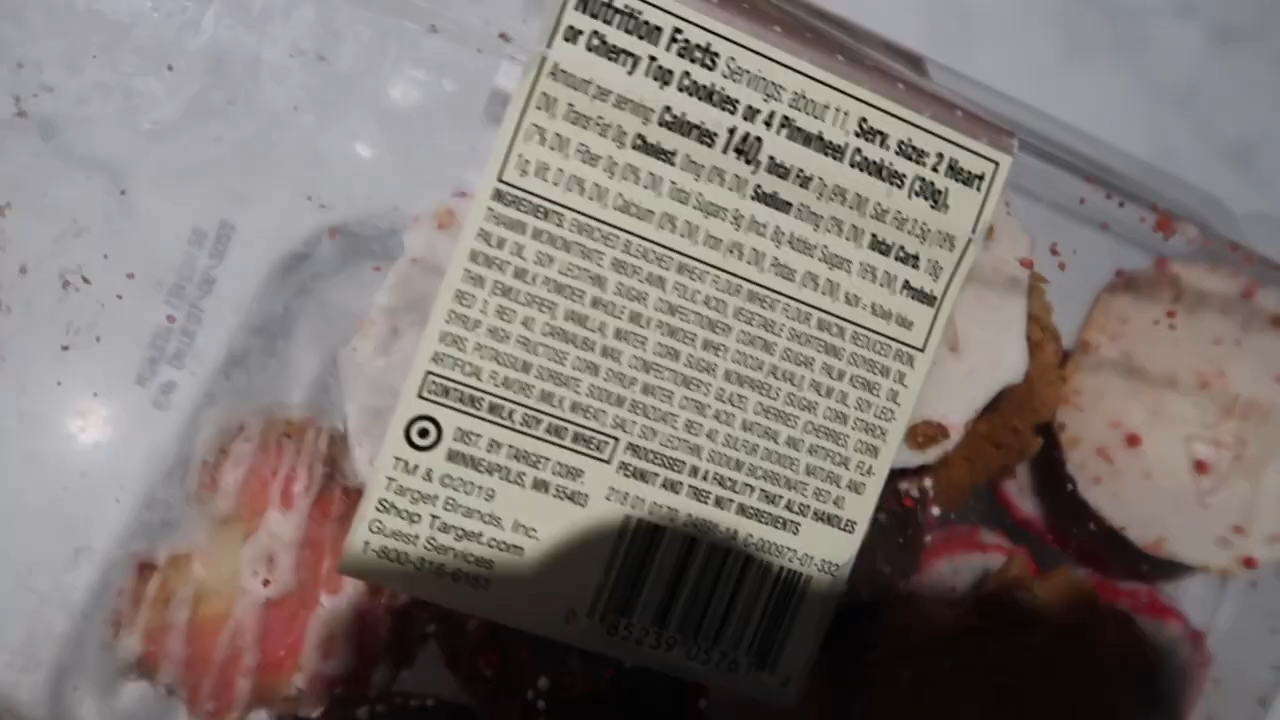 Nutrition Facts Servings: about 11, Serv. size: 2 Heart
or Cherry Top Cookies or 4 Pinwheel Cookies (30g),
Amount per serving: Calories 140, Total Fat 7g (9% DV), Sat. Fat 3.5g (18%
DV), Trans Fat 0g, Cholest. 0mg (0% DV), Sodium 60mg (3% DV), Total Carb. 18g
(7% DV), Fiber 0g (0% DV), Total Sugars 9g (Incl. 8g Added Sugars, 16% DV), Protein
1g, Vit. D (0% DV), Calcium (0% DV), Iron (4% DV), Potas. (0% DV). %DV = %Daily Value
INGREDIENTS: ENRICHED BLEACHED WHEAT FLOUR (WHEAT FLOUR, NIACIN, REDUCED IRON,
THIAMIN MONONITRATE, RIBOFLAVIN, FOLIC ACID), VEGETABLE SHORTENING (SOYBEAN OIL,
PALM OIL, SOY LECITHIN), SUGAR, CONFECTIONERY COATING (SUGAR, PALM KERNEL OIL,
NONFAT MILK POWDER, WHOLE MILK POWDER, WHEY, COCOA (ALKALI), PALM OIL, SOY LECI-
THIN [EMULSIFIER], VANILLA), WATER, CORN SUGAR, NONPAREILS (SUGAR, CORN STARCH,
RED 3, RED 40, CARNAUBA WAX, CONFECTIONER'S GLAZE), CHERRIES (CHERRIES, CORN
SYRUP, HIGH FRUCTOSE CORN SYRUP, WATER, CITRIC ACID, NATURAL AND ARTIFICIAL FLA-
VORS, POTASSIUM SORBATE, SODIUM BENZOATE, RED 40, SULFUR DIOXIDE), NATURAL AND
ARTIFICIAL FLAVORS (MILK, WHEAT), SALT, SOY LECITHIN, SODIUM BICARBONATE, RED 40.
CONTAINS MILK, SOY AND WHEAT
PROCESSED IN A FACILITY THAT ALSO HANDLES
PEANUT AND TREE NUT INGREDIENTS
DIST. BY TARGET CORP.
MINNEAPOLIS, MN 55403
TM & ©2019
Target Brands, Inc.
Shop Target.com
Guest Services
1-800-316-6151
C-000972-01-332
0 85239 05761